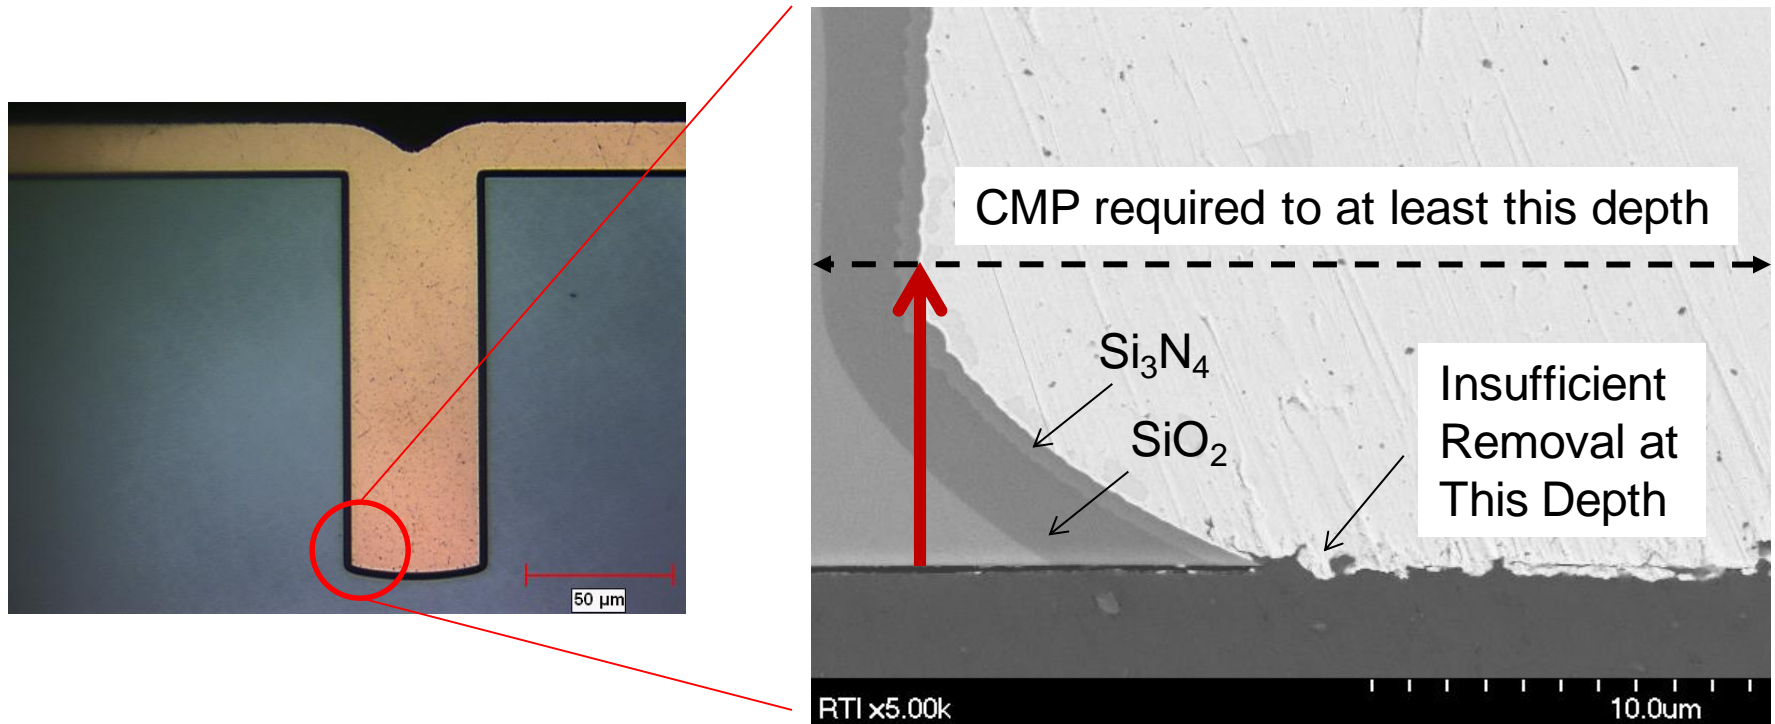 50 µm
CMP required to at least this depth
Si₃N₄
SiO₂
Insufficient
Removal at
This Depth
RTI x5.00k
10.0um